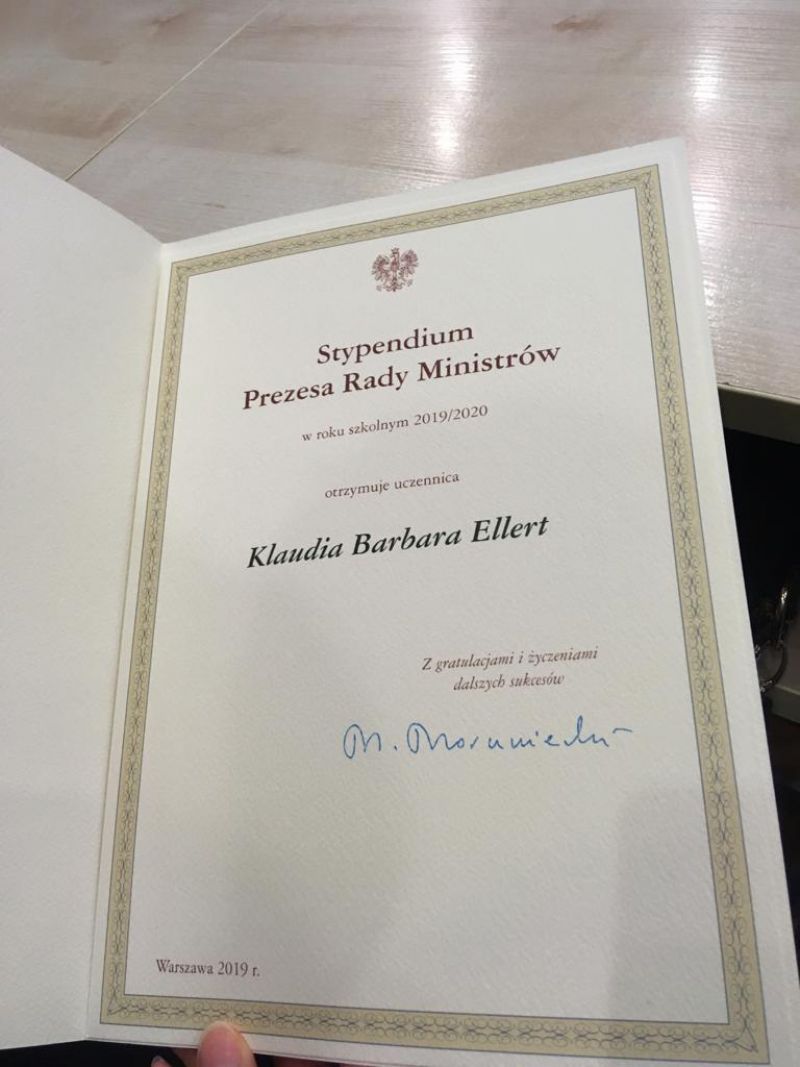 Stypendium
Prezesa Rady Ministrów
w roku szkolnym 2019/2020
otrzymuje uczennica
Klaudia Barbara Ellert
Z gratulacjami i życzeniami
dalszych sukcesów
M. Morawiecki
Warszawa 2019 r.